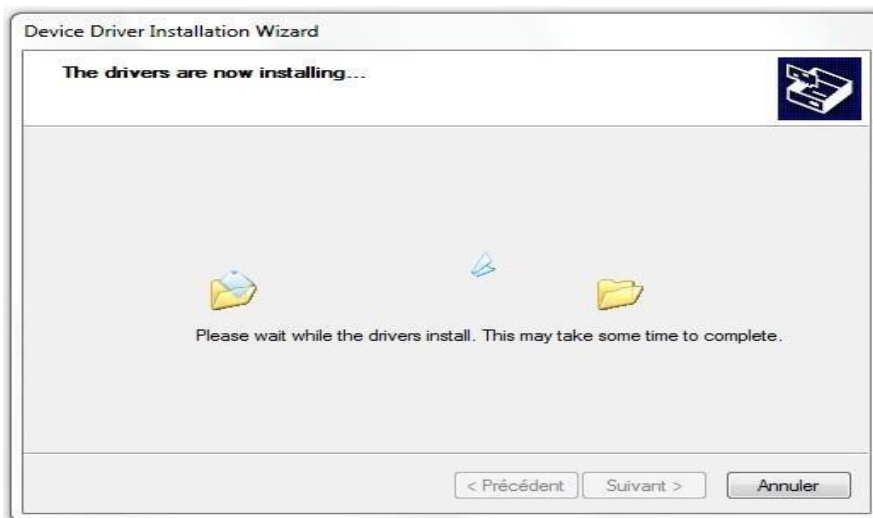 Device Driver Installation Wizard
The drivers are now installing...
Please wait while the drivers install. This may take some time to complete.
< Précédent
Suivant >
Annuler